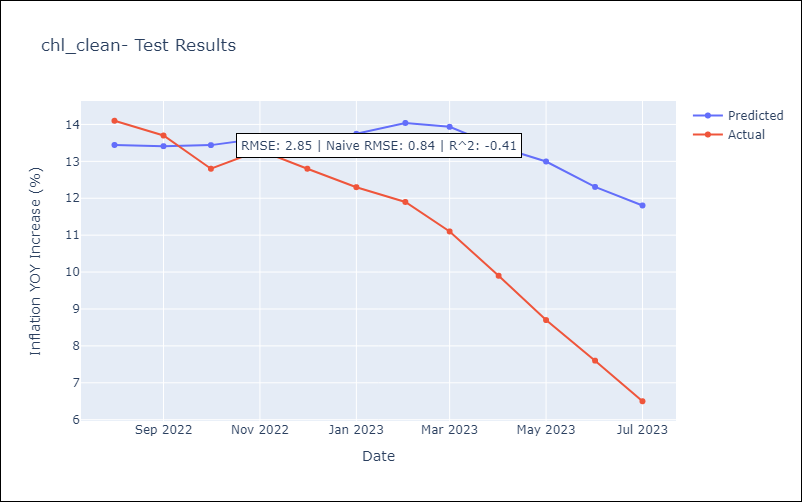 chl_clean- Test Results
Predicted
Actual
RMSE: 2.85 | Naive RMSE: 0.84 | R^2: -0.41
Inflation YOY Increase (%)
14
13
12
11
10
9
8
7
6
Sep 2022 Nov 2022 Jan 2023 Mar 2023 May 2023 Jul 2023
Date